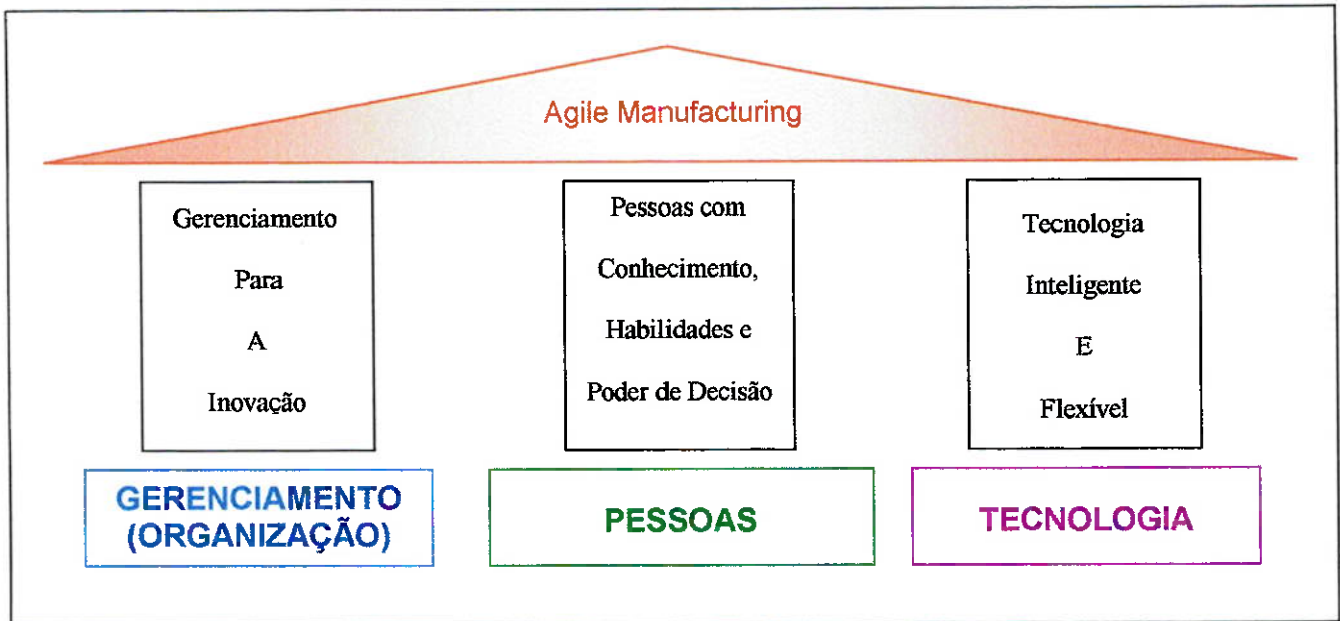 Agile Manufacturing
Gerenciamento
Para
A
Inovação
Pessoas com
Conhecimento,
Habilidades e
Poder de Decisão
Tecnologia
Inteligente
E
Flexível
GERENCIAMENTO
(ORGANIZAÇÃO)
PESSOAS
TECNOLOGIA